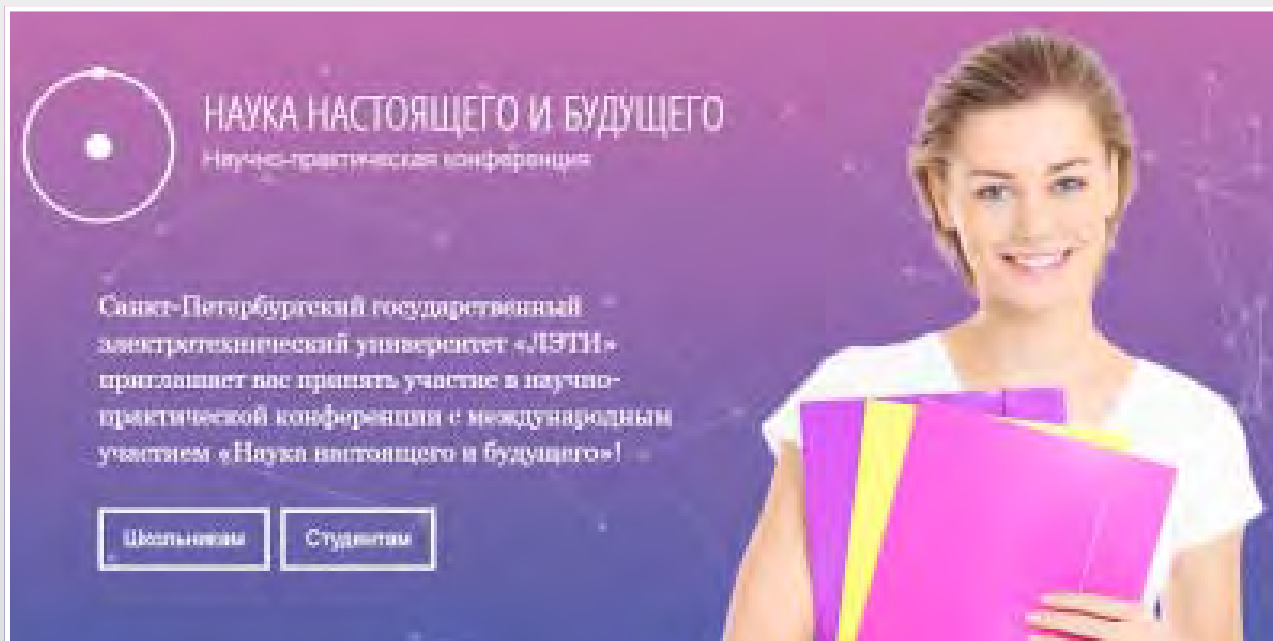 НАУКА НАСТОЯЩЕГО И БУДУЩЕГО
Научно-практическая конференция
Санкт-Петербургский государственный
электротехнический университет «ЛЭТИ»
приглашает вас принять участие в научно-
практической конференции с международным
участием «Наука настоящего и будущего»!
Школьникам
Студентам